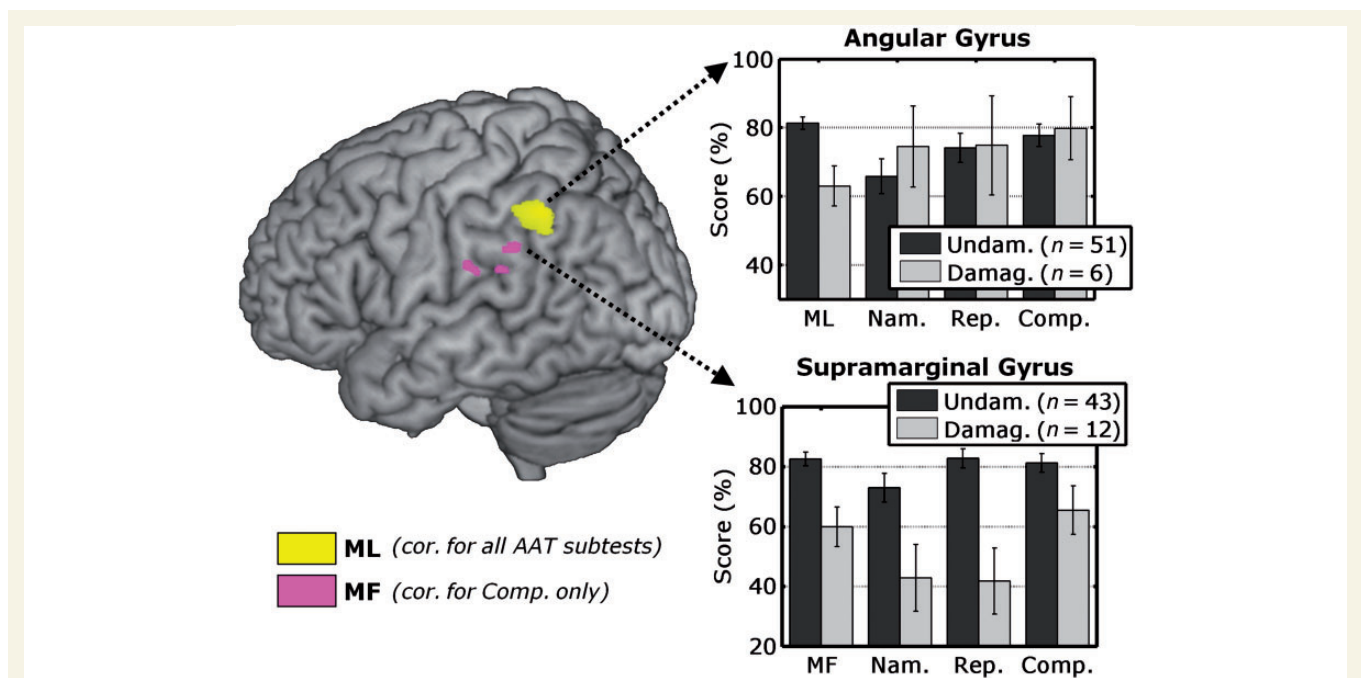 Angular Gyrus
100
80
60
40
Score (%)
Undam. (n = 51)
Damag. (n = 6)
ML Nam. Rep. Comp.
Supramarginal Gyrus
100
80
60
40
20
Score (%)
Undam. (n = 43)
Damag. (n = 12)
MF Nam. Rep. Comp.
ML (cor. for all AAT subtests)
MF (cor. for Comp. only)